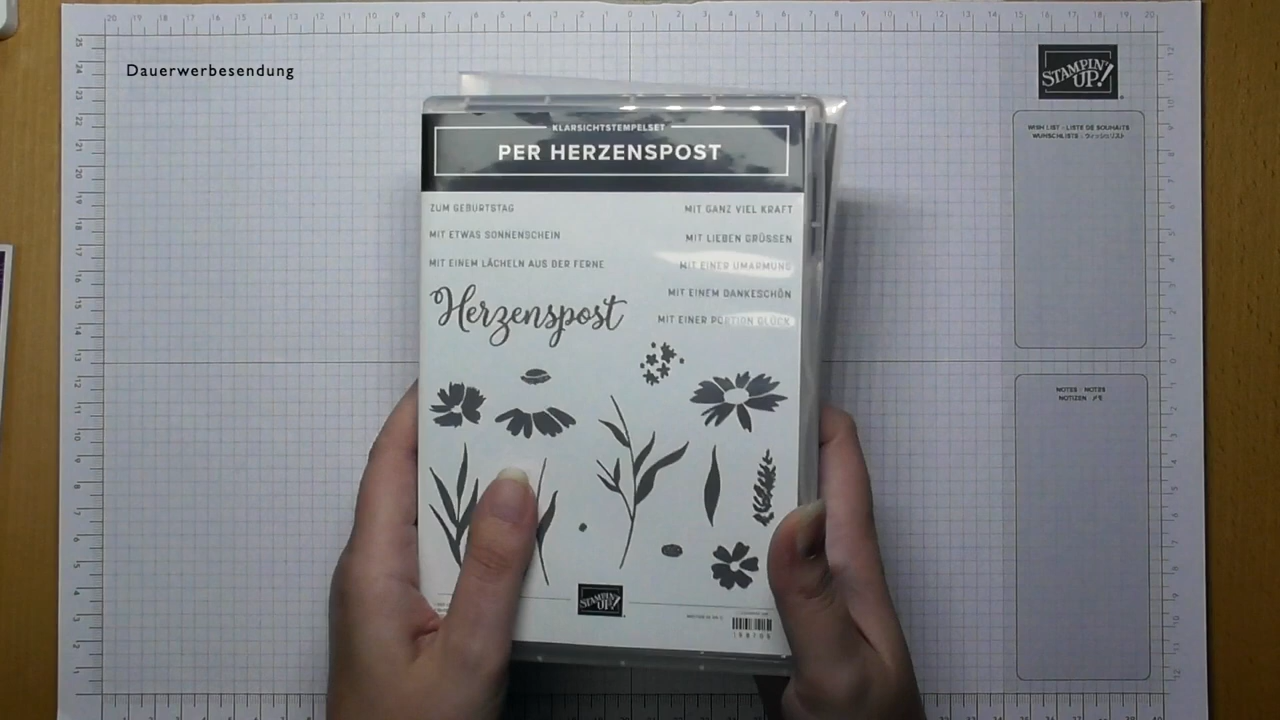 Dauerwerbesendung
STAMPIN' UP!
WISH LIST · LISTE DE SOUHAITS
WUNSCHLISTE · ウィッシュリスト
NOTES · NOTES
NOTIZEN · メモ
KLARSICHTSTEMPELSET
PER HERZENSPOST
ZUM GEBURTSTAG
MIT ETWAS SONNENSCHEIN
MIT EINEM LÄCHELN AUS DER FERNE
Herzenspost
MIT GANZ VIEL KRAFT
MIT LIEBEN GRÜSSEN
MIT EINER UMARMUNG
MIT EINEM DANKESCHÖN
MIT EINER PORTION GLÜCK
STAMPIN' UP!